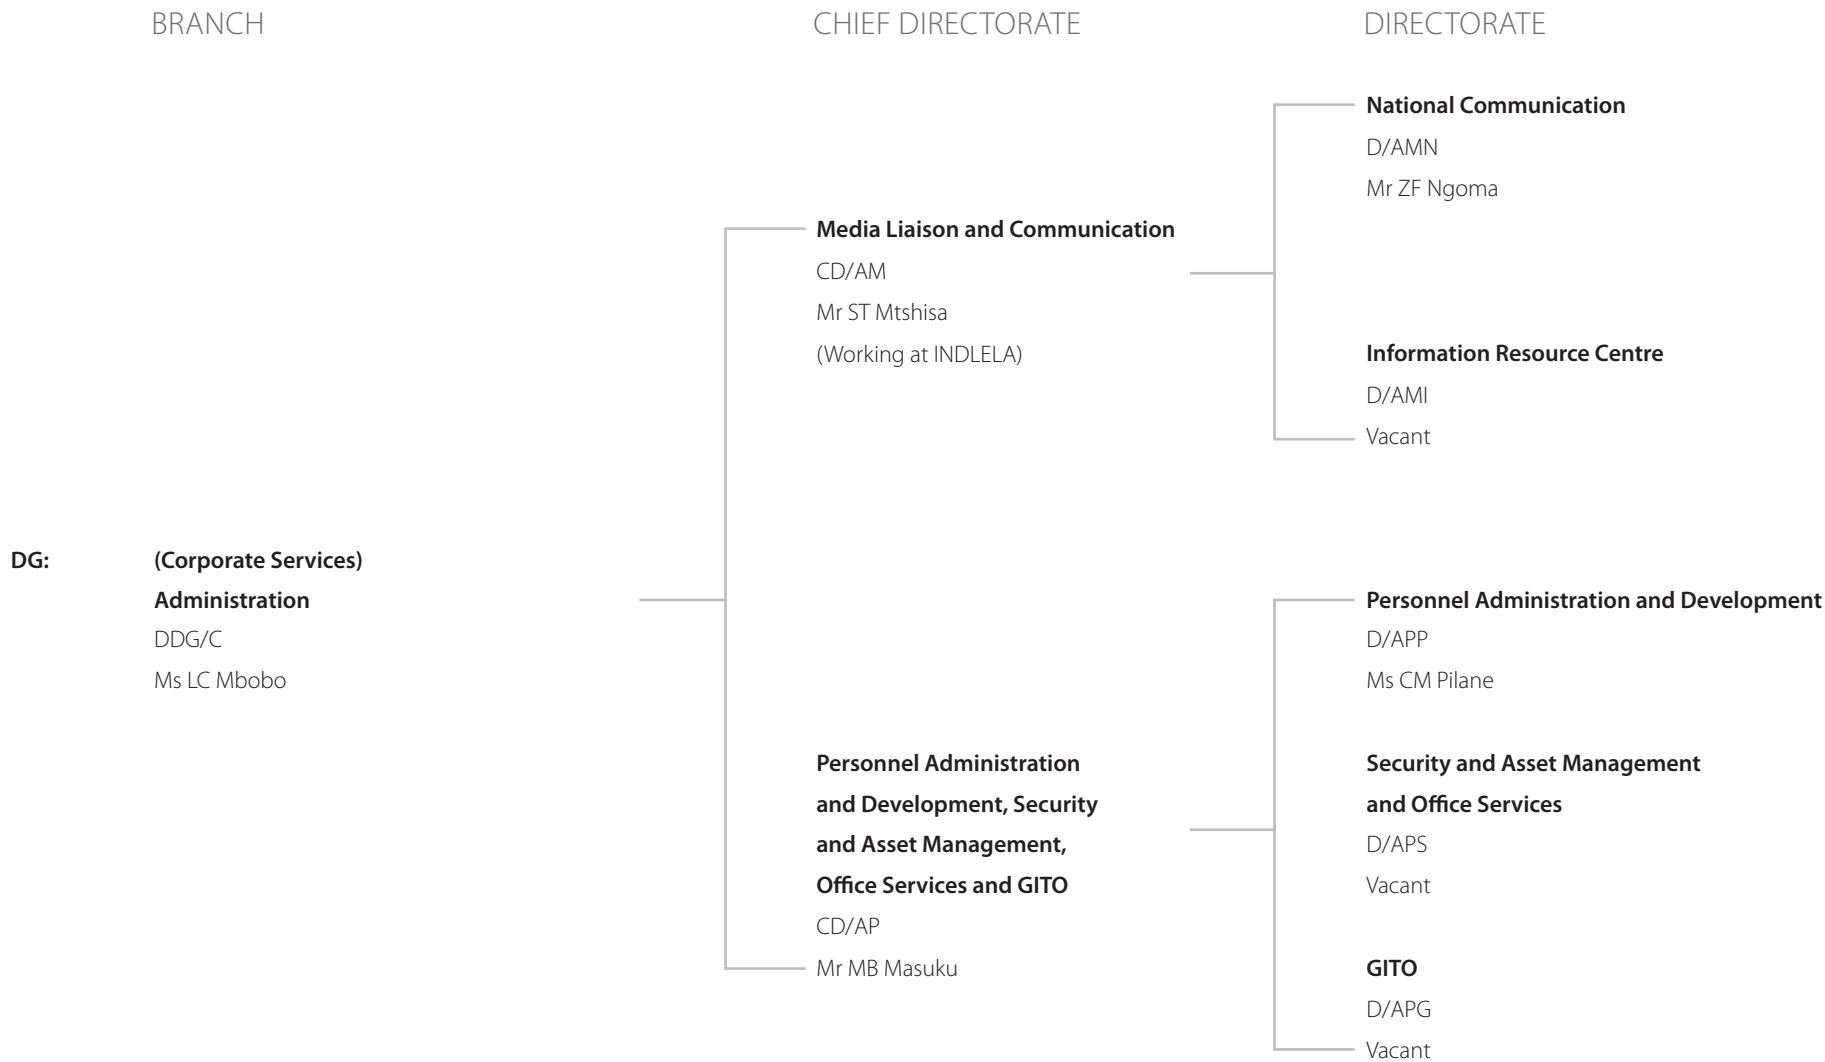 BRANCH
CHIEF DIRECTORATE
DIRECTORATE
DG:
(Corporate Services)
Administration
DDG/C
Ms LC Mbobo
Media Liaison and Communication
CD/AM
Mr ST Mtshisa
(Working at INDLELA)
Personnel Administration
and Development, Security
and Asset Management,
Office Services and GITO
CD/AP
Mr MB Masuku
National Communication
D/AMN
Mr ZF Ngoma
Information Resource Centre
D/AMI
Vacant
Personnel Administration and Development
D/APP
Ms CM Pilane
Security and Asset Management
and Office Services
D/APS
Vacant
GITO
D/APG
Vacant